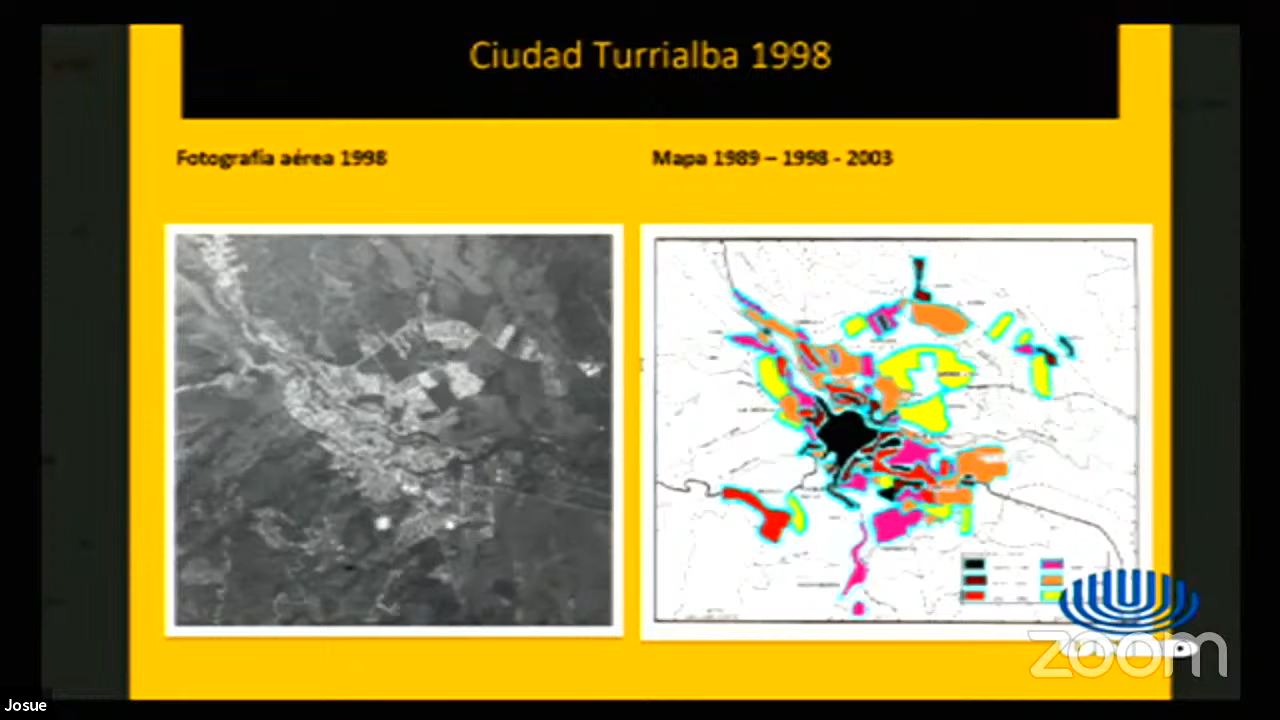 Ciudad Turrialba 1998
Fotografía aérea 1998
Mapa 1989 – 1998 - 2003
zoom
Josue